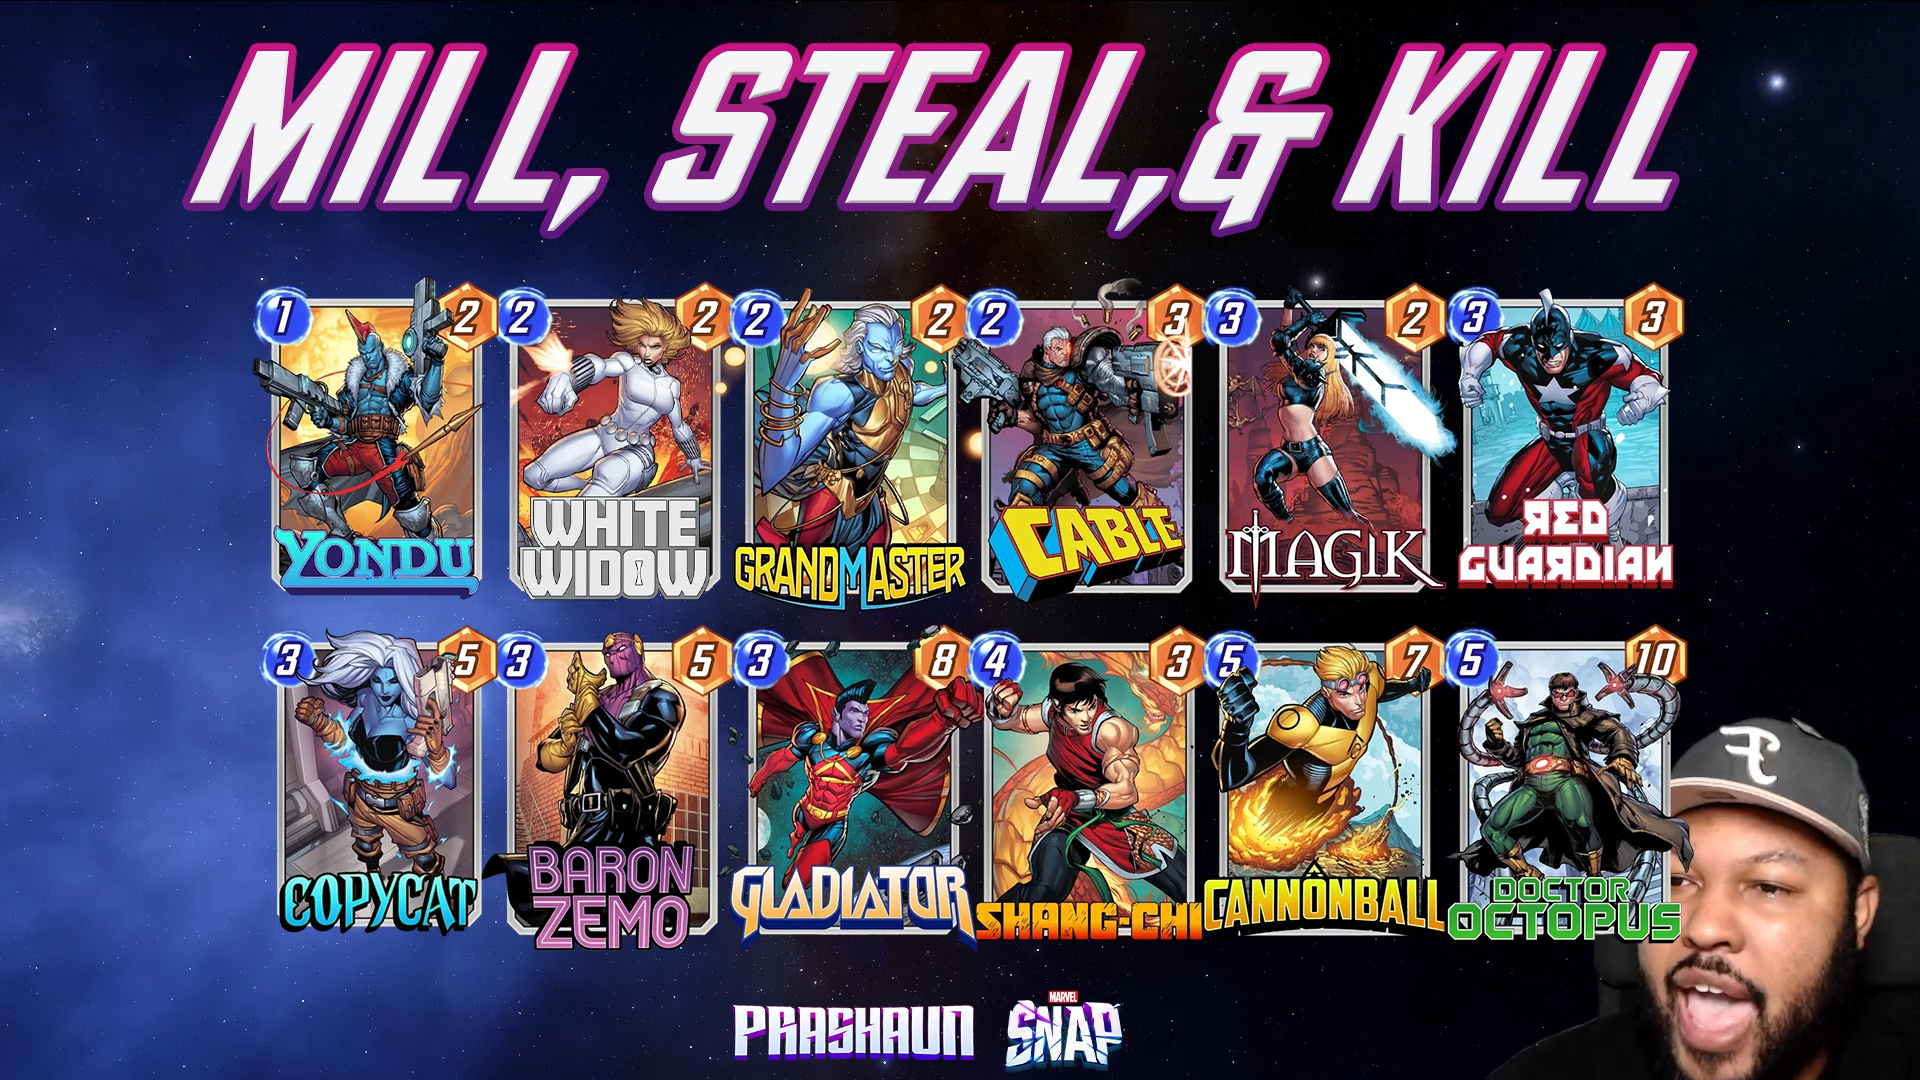 MILL, STEAL,& KILL
1 2 2 2 2 2 2 3 3 2 3 3
YONDU
WHITE
WIDOW
GRANDMASTER
CABLE
MAGIK
RED
GUARDIAN
3 5 3 5 3 8 4 3 5 7 5 10
COPYCAT
BARON
ZEMO
GLADIATOR
SHANG-CHI
CANNÔNBALL
DOCTOR
OCTOPUS
PRASHAUN
MARVEL
SNAP